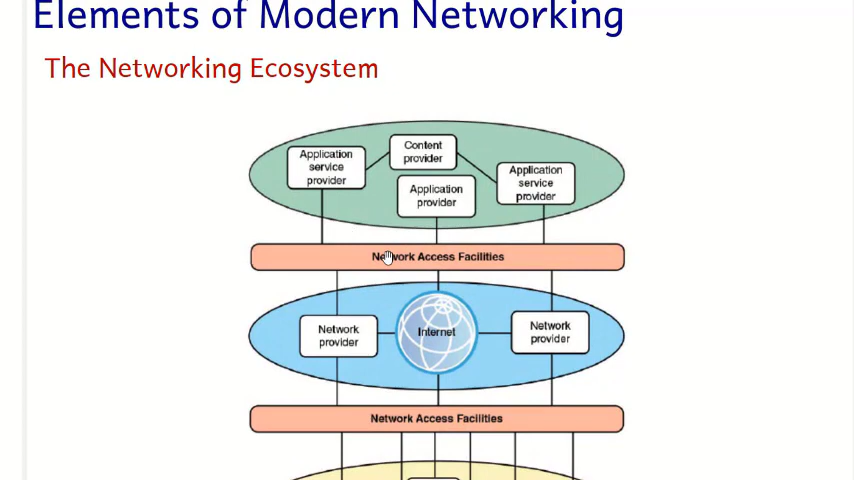 Elements of Modern Networking
The Networking Ecosystem
Content
provider
Application
service
provider
Application
provider
Application
service
provider
Network Access Facilities
Network
provider
Internet
Network
provider
Network Access Facilities